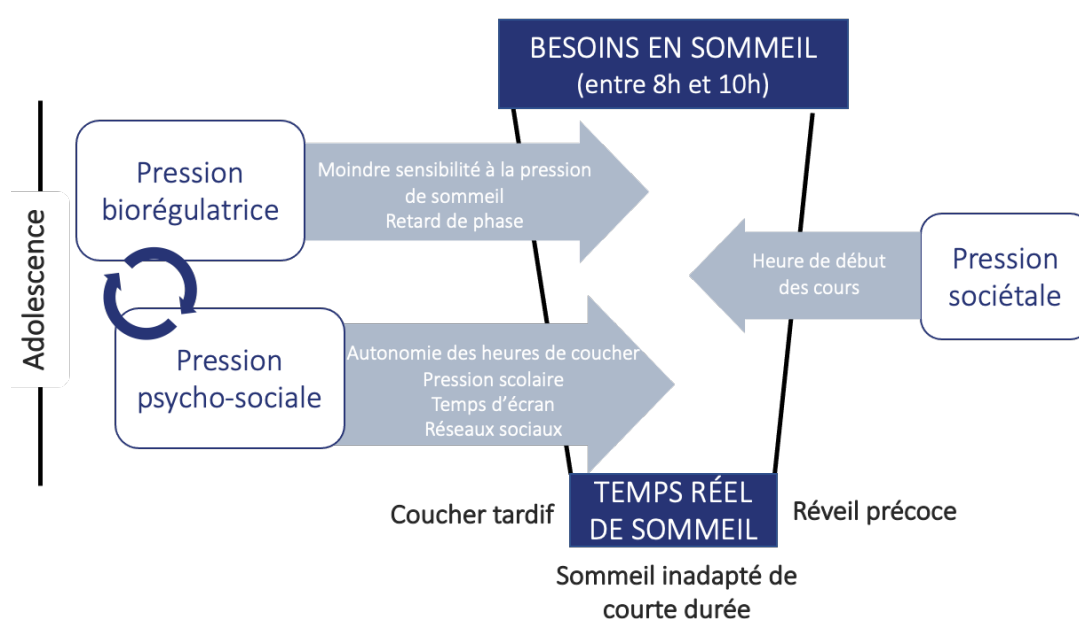 BESOINS EN SOMMEIL
(entre 8h et 10h)
Adolescence
Pression
biorégulatrice
Moindre sensibilité à la pression
de sommeil
Retard de phase
Heure de début
des cours
Pression
sociétale
Pression
psycho-sociale
Autonomie des heures de coucher
Pression scolaire
Temps d’écran
Réseaux sociaux
Coucher tardif
TEMPS RÉEL
DE SOMMEIL
Réveil précoce
Sommeil inadapté de
courte durée